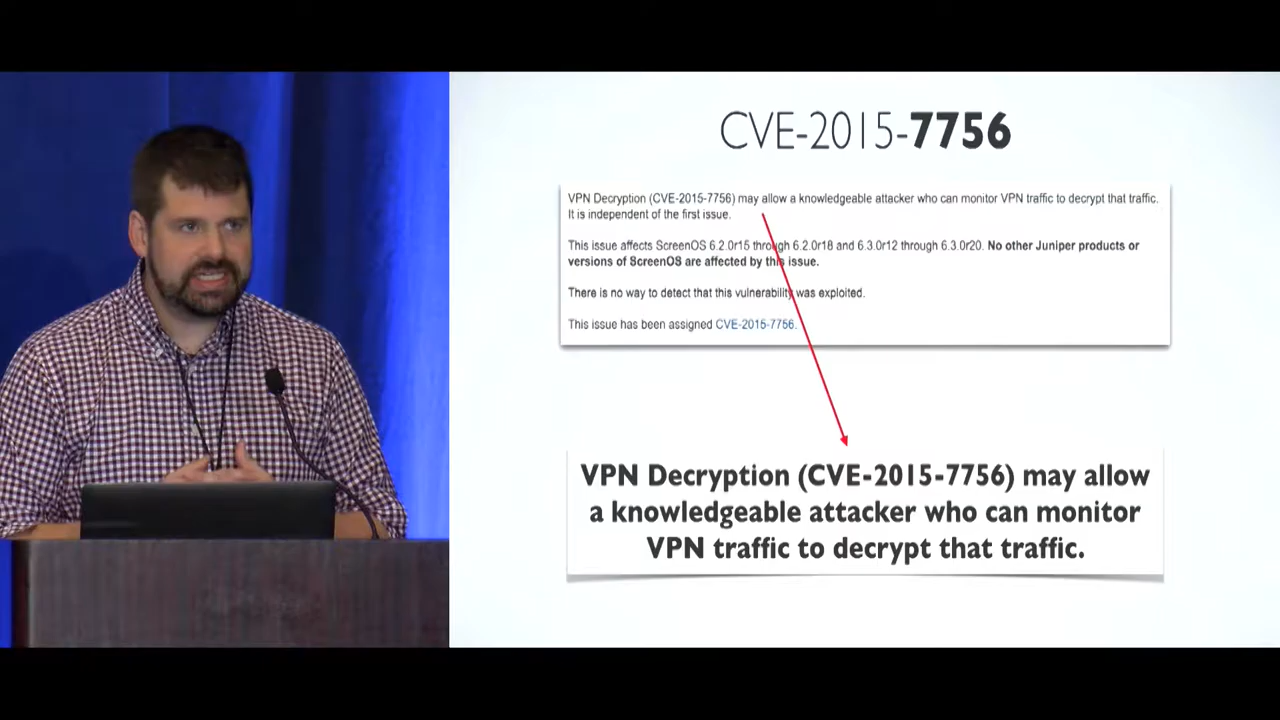 CVE-2015-7756
VPN Decryption (CVE-2015-7756) may allow a knowledgeable attacker who can monitor VPN traffic to decrypt that traffic.
It is independent of the first issue.
This issue affects ScreenOS 6.2.0r15 through 6.2.0r18 and 6.3.0r12 through 6.3.0r20. No other Juniper products or
versions of ScreenOS are affected by this issue.
There is no way to detect that this vulnerability was exploited.
This issue has been assigned CVE-2015-7756.
VPN Decryption (CVE-2015-7756) may allow
a knowledgeable attacker who can monitor
VPN traffic to decrypt that traffic.